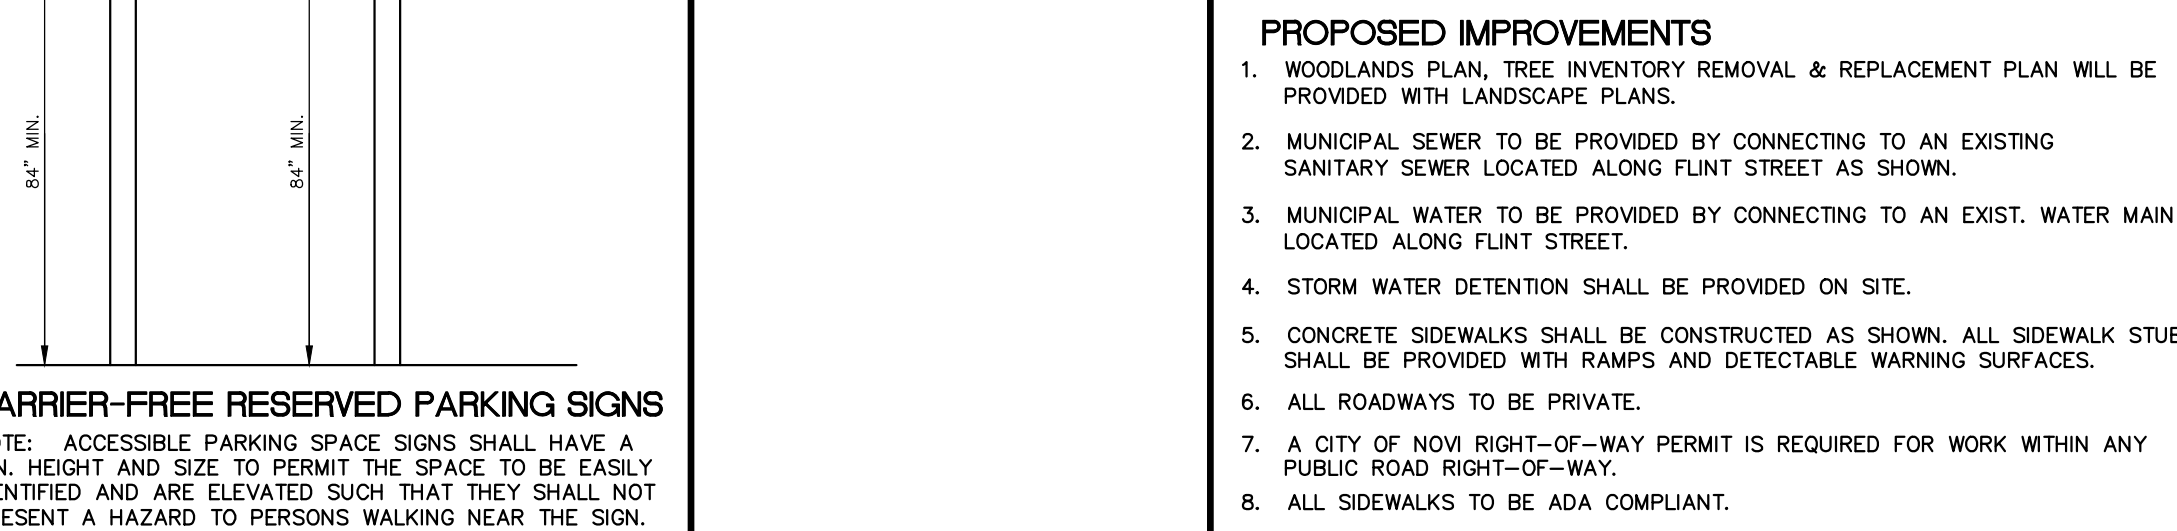 84" MIN.
84" MIN.
ARRIER-FREE RESERVED PARKING SIGNS
OTE: ACCESSIBLE PARKING SPACE SIGNS SHALL HAVE A
N. HEIGHT AND SIZE TO PERMIT THE SPACE TO BE EASILY
ENTIFIED AND ARE ELEVATED SUCH THAT THEY SHALL NOT
ESENT A HAZARD TO PERSONS WALKING NEAR THE SIGN.
PROPOSED IMPROVEMENTS
1. WOODLANDS PLAN, TREE INVENTORY REMOVAL & REPLACEMENT PLAN WILL BE
PROVIDED WITH LANDSCAPE PLANS.
2. MUNICIPAL SEWER TO BE PROVIDED BY CONNECTING TO AN EXISTING
SANITARY SEWER LOCATED ALONG FLINT STREET AS SHOWN.
3. MUNICIPAL WATER TO BE PROVIDED BY CONNECTING TO AN EXIST. WATER MAIN
LOCATED ALONG FLINT STREET.
4. STORM WATER DETENTION SHALL BE PROVIDED ON SITE.
5. CONCRETE SIDEWALKS SHALL BE CONSTRUCTED AS SHOWN. ALL SIDEWALK STUB
SHALL BE PROVIDED WITH RAMPS AND DETECTABLE WARNING SURFACES.
6. ALL ROADWAYS TO BE PRIVATE.
7. A CITY OF NOVI RIGHT-OF-WAY PERMIT IS REQUIRED FOR WORK WITHIN ANY
PUBLIC ROAD RIGHT-OF-WAY.
8. ALL SIDEWALKS TO BE ADA COMPLIANT.